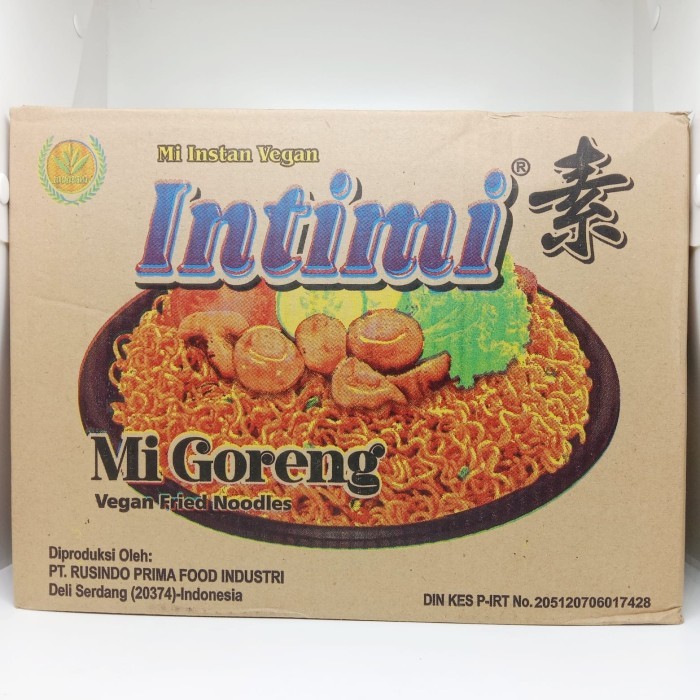 Mi Instan Vegan
Intimi®
素
Mi Goreng
Vegan Fried Noodles
Diproduksi Oleh:
PT. RUSINDO PRIMA FOOD INDUSTRI
Deli Serdang (20374)-Indonesia
DIN KES P-IRT No. 205120706017428